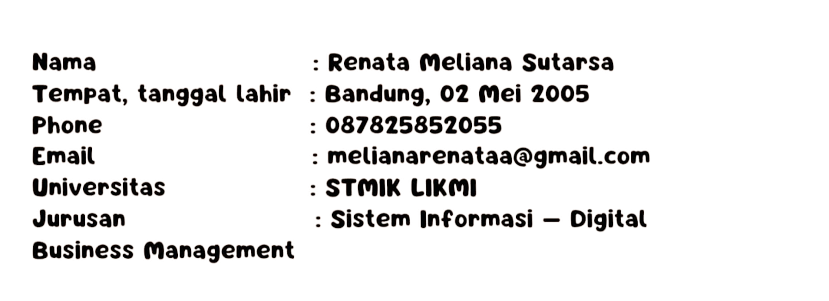 Nama : Renata Meliana Sutarsa
Tempat, tanggal lahir : Bandung, 02 Mei 2005
Phone : 087825852055
Email : melianarenataa@gmail.com
Universitas : STMIK LIKMI
Jurusan : Sistem Informasi – Digital
Business Management